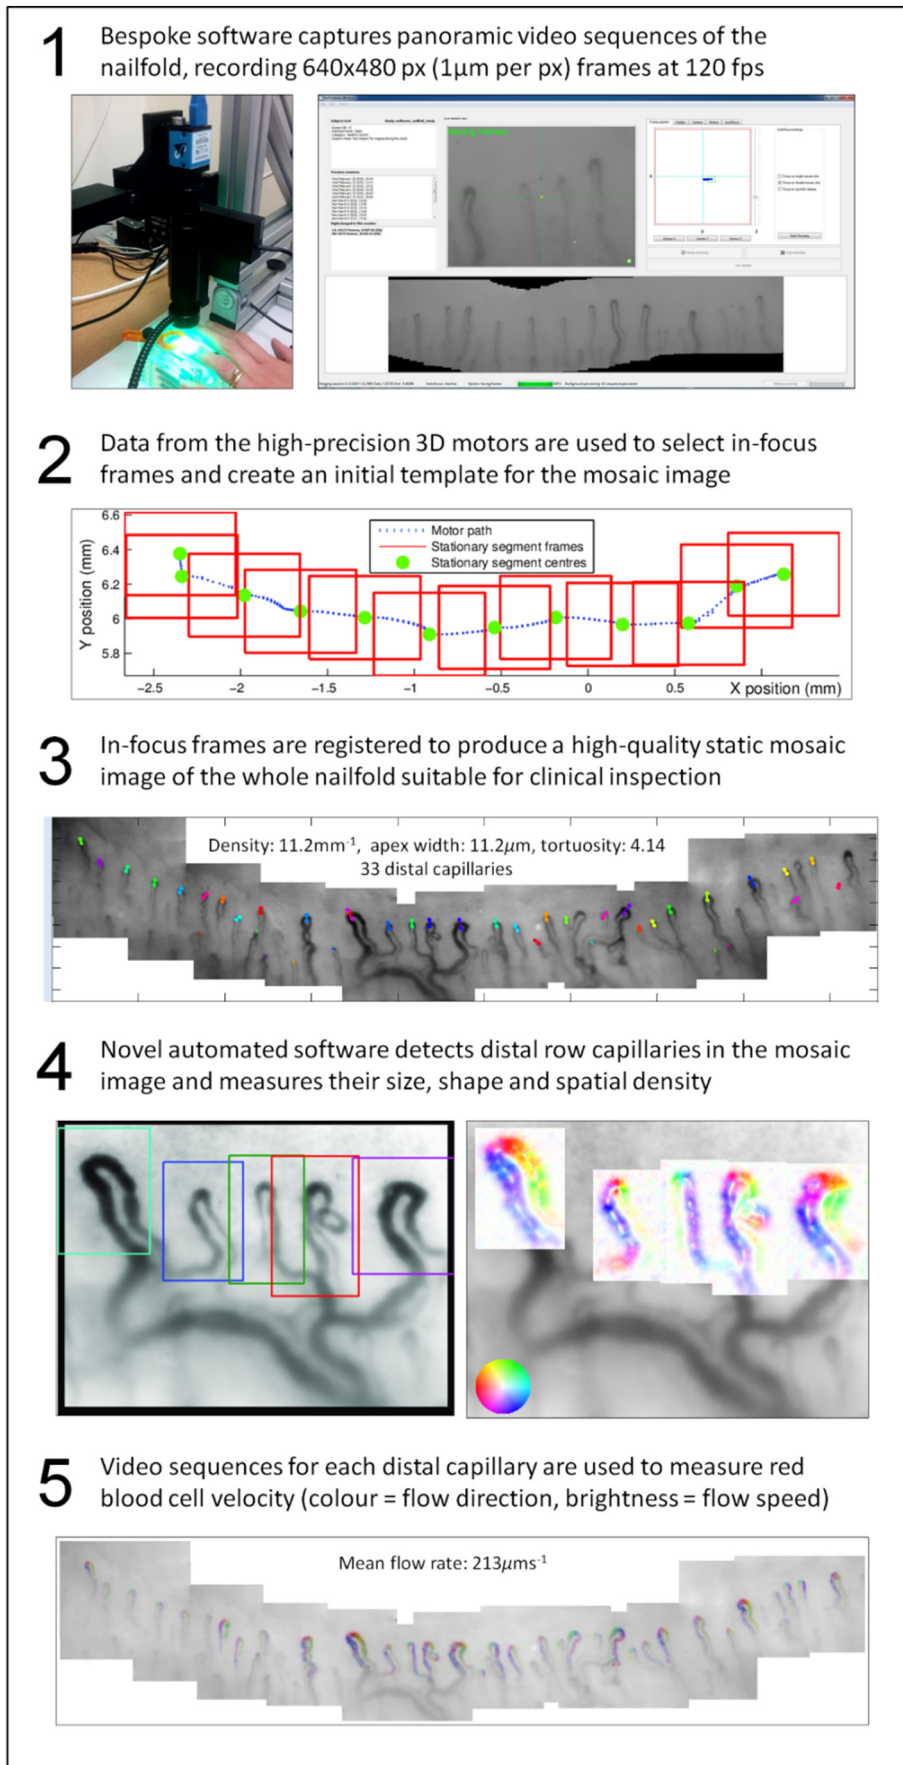 1
Bespoke software captures panoramic video sequences of the
nailfold, recording 640x480 px (1µm per px) frames at 120 fps
2
Data from the high-precision 3D motors are used to select in-focus
frames and create an initial template for the mosaic image
6.6
6.4
6.2
6
5.8
Y position (mm)
Motor path
Stationary segment frames
Stationary segment centres
−2.5 −2 −1.5 −1 −0.5 0 0.5 X position (mm)
3
In-focus frames are registered to produce a high-quality static mosaic
image of the whole nailfold suitable for clinical inspection
Density: 11.2mm-1, apex width: 11.2µm, tortuosity: 4.14
33 distal capillaries
4
Novel automated software detects distal row capillaries in the mosaic
image and measures their size, shape and spatial density
5
Video sequences for each distal capillary are used to measure red
blood cell velocity (colour = flow direction, brightness = flow speed)
Mean flow rate: 213µms-1